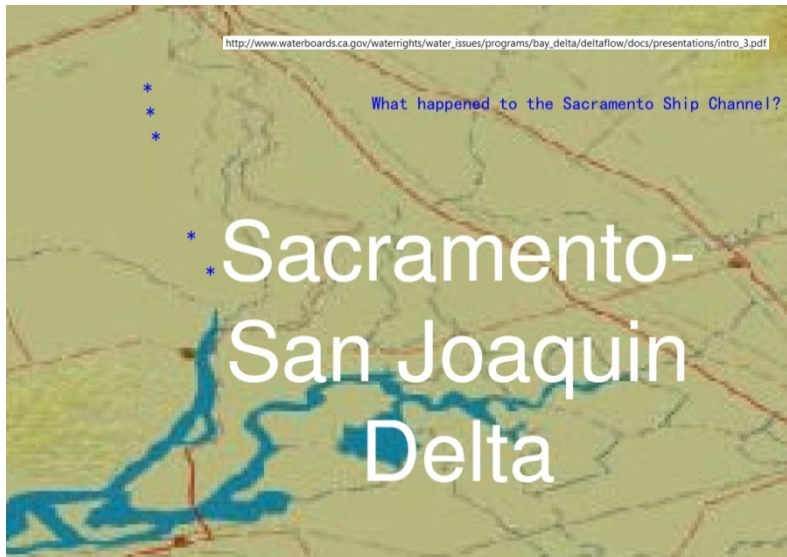 http://www.waterboards.ca.gov/waterrights/water_issues/programs/bay_delta/deltaflow/docs/presentations/intro_3.pdf
*
What happened to the Sacramento Ship Channel?
*
*
*
Sacramento-
*
San Joaquin
Delta